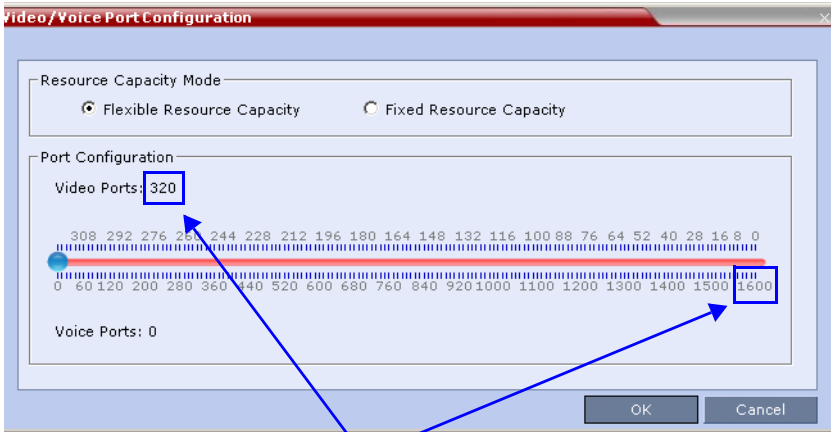 Video/Voice Port Configuration
Resource Capacity Mode
Flexible Resource Capacity Fixed Resource Capacity
Port Configuration
Video Ports: 320
308 292 276 260 244 228 212 196 180 164 148 132 116 100 88 76 64 52 40 28 16 8 0
0 60 120 200 280 360 440 520 600 680 760 840 920 1000 1100 1200 1300 1400 1500 1600
Voice Ports: 0
OK Cancel